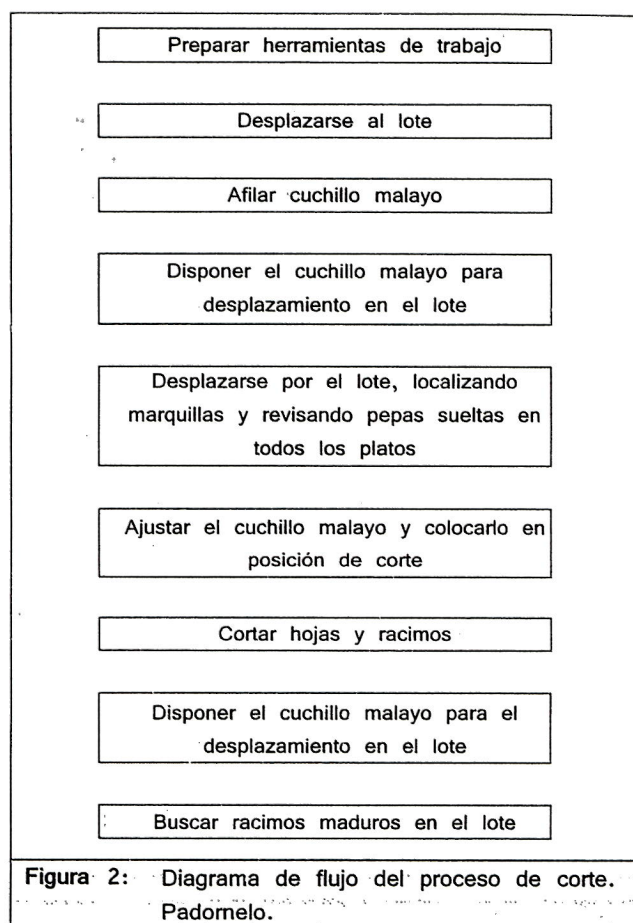 Preparar herramientas de trabajo
Desplazarse al lote
Afilar cuchillo malayo
Disponer el cuchillo malayo para
desplazamiento en el lote
Desplazarse por el lote, localizando
marquillas y revisando pepas sueltas en
todos los platos
Ajustar el cuchillo malayo y colocarlo en
posición de corte
Cortar hojas y racimos
Disponer el cuchillo malayo para el
desplazamiento en el lote
Buscar racimos maduros en el lote
Figura 2: Diagrama de flujo del proceso de corte.
Padornelo.